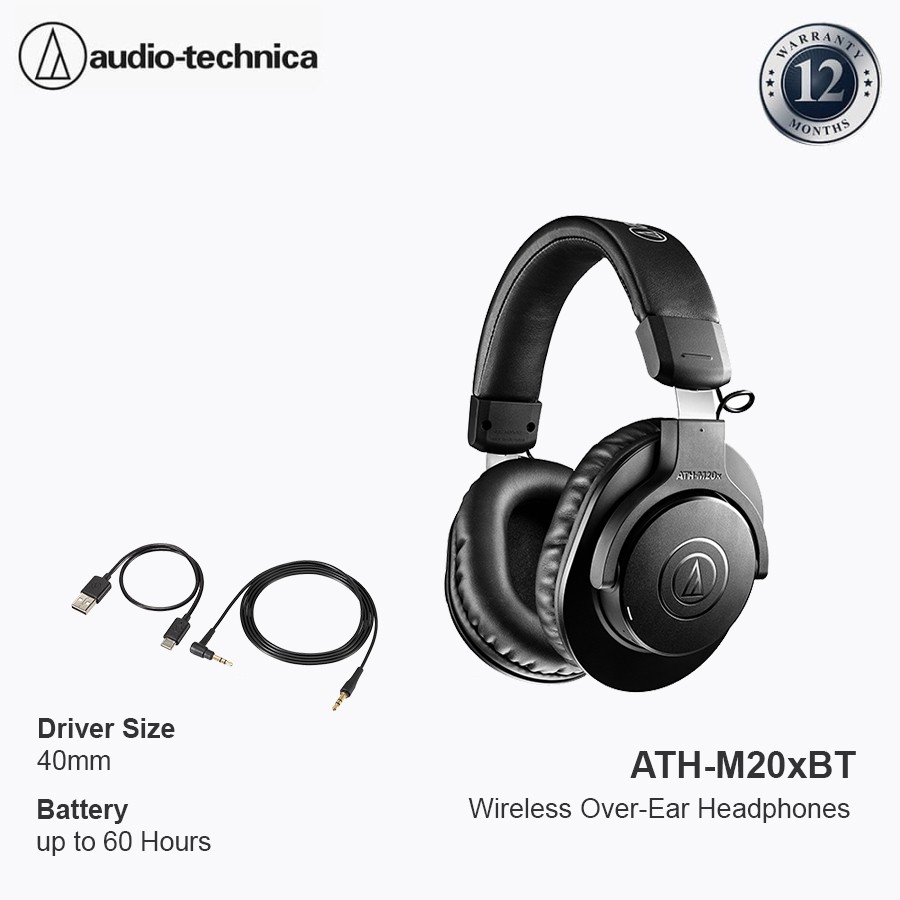 audio-technica
WARRANTY
12
MONTHS
ATH-M20x
Driver Size
40mm
Battery
up to 60 Hours
ATH-M20xBT
Wireless Over-Ear Headphones